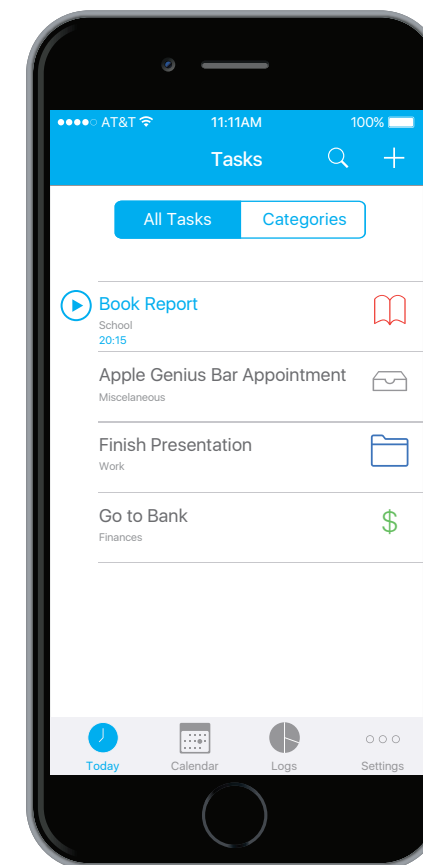 AT&T 11:11AM 100%
Tasks
All Tasks Categories
Book Report
School
20:15
Apple Genius Bar Appointment
Miscelaneous
Finish Presentation
Work
Go to Bank
Finances
$
Today Calendar Logs Settings